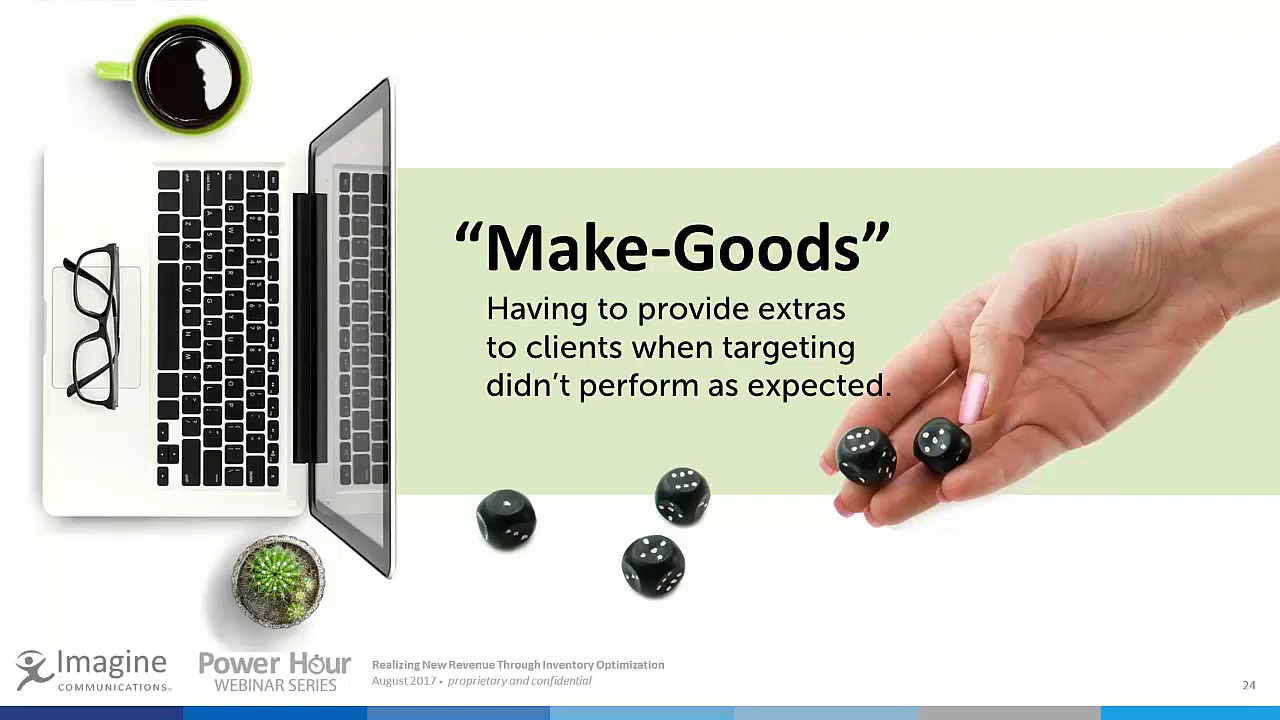 “Make-Goods”
Having to provide extras
to clients when targeting
didn’t perform as expected.
Imagine
COMMUNICATIONS™
Power Hour
WEBINAR SERIES
Realizing New Revenue Through Inventory Optimization
August 2017 • proprietary and confidential
24